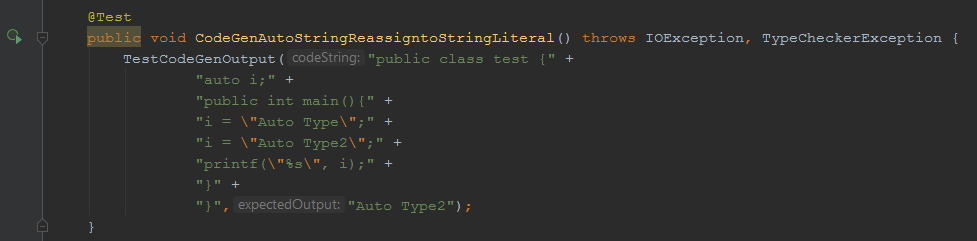 @Test
public void CodeGenAutoStringReassigntoStringLiteral() throws IOException, TypeCheckerException {
TestCodeGenOutput( codeString: "public class test {" +
"auto i;" +
"public int main(){" +
"i = \"Auto Type\";" +
"i = \"Auto Type2\";" +
"printf(\"%s\", i);" +
"}" +
"}", expectedOutput: "Auto Type2");
}